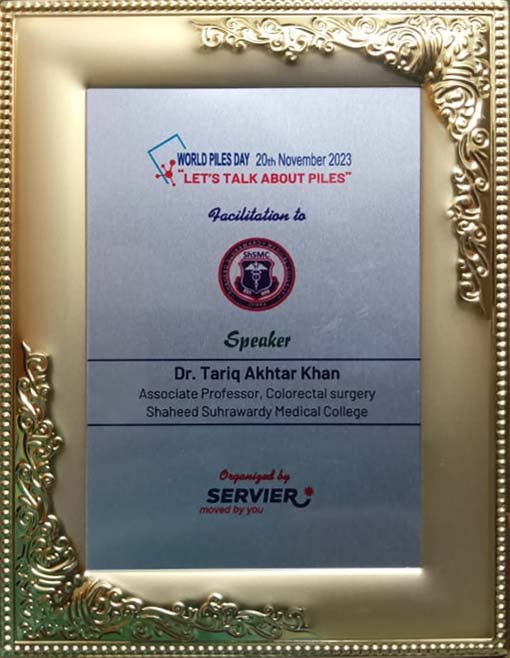 WORLD PILES DAY 20th November 2023
"LET'S TALK ABOUT PILES"
Facilitation to
ShSMC
Speaker
Dr. Tariq Akhtar Khan
Associate Professor, Colorectal surgery
Shaheed Suhrawardy Medical College
Organized by
SERVIER
moved by you